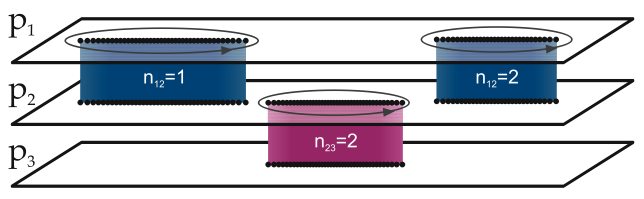 p₁
n₁₂=1
n₁₂=2
p₂
n₂₃=2
p₃